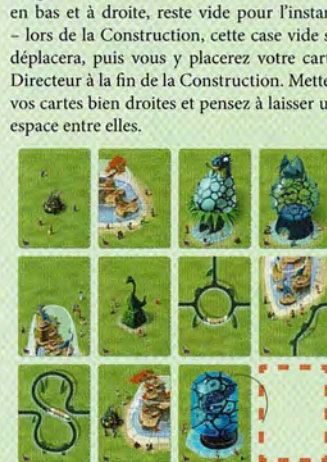 en bas et à droite, reste vide pour l'instan
– lors de la Construction, cette case vide s
déplacera, puis vous y placerez votre cart
Directeur à la fin de la Construction. Mette
vos cartes bien droites et pensez à laisser u
espace entre elles.